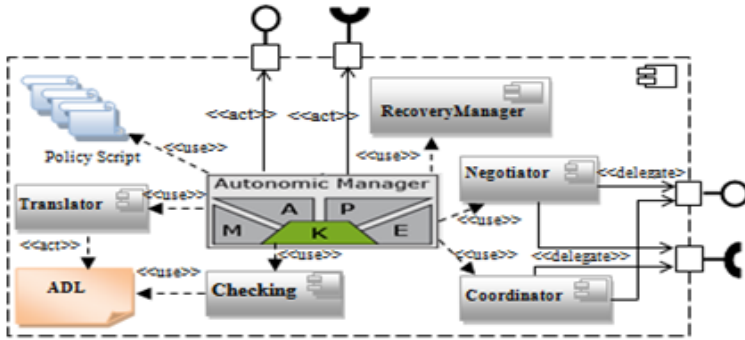 <<act>>
<<act>>
RecoveryManager
<<use>>
Policy Script
<<use>>
Negotiator
<<delegate>
Autonomic Manager
Translator
<<use>>
A
P
M
K
E
<<use>>
<<act>>
<<use>>
<<use>>
<<delegate>>
ADL
<<use>>
Checking
Coordinator